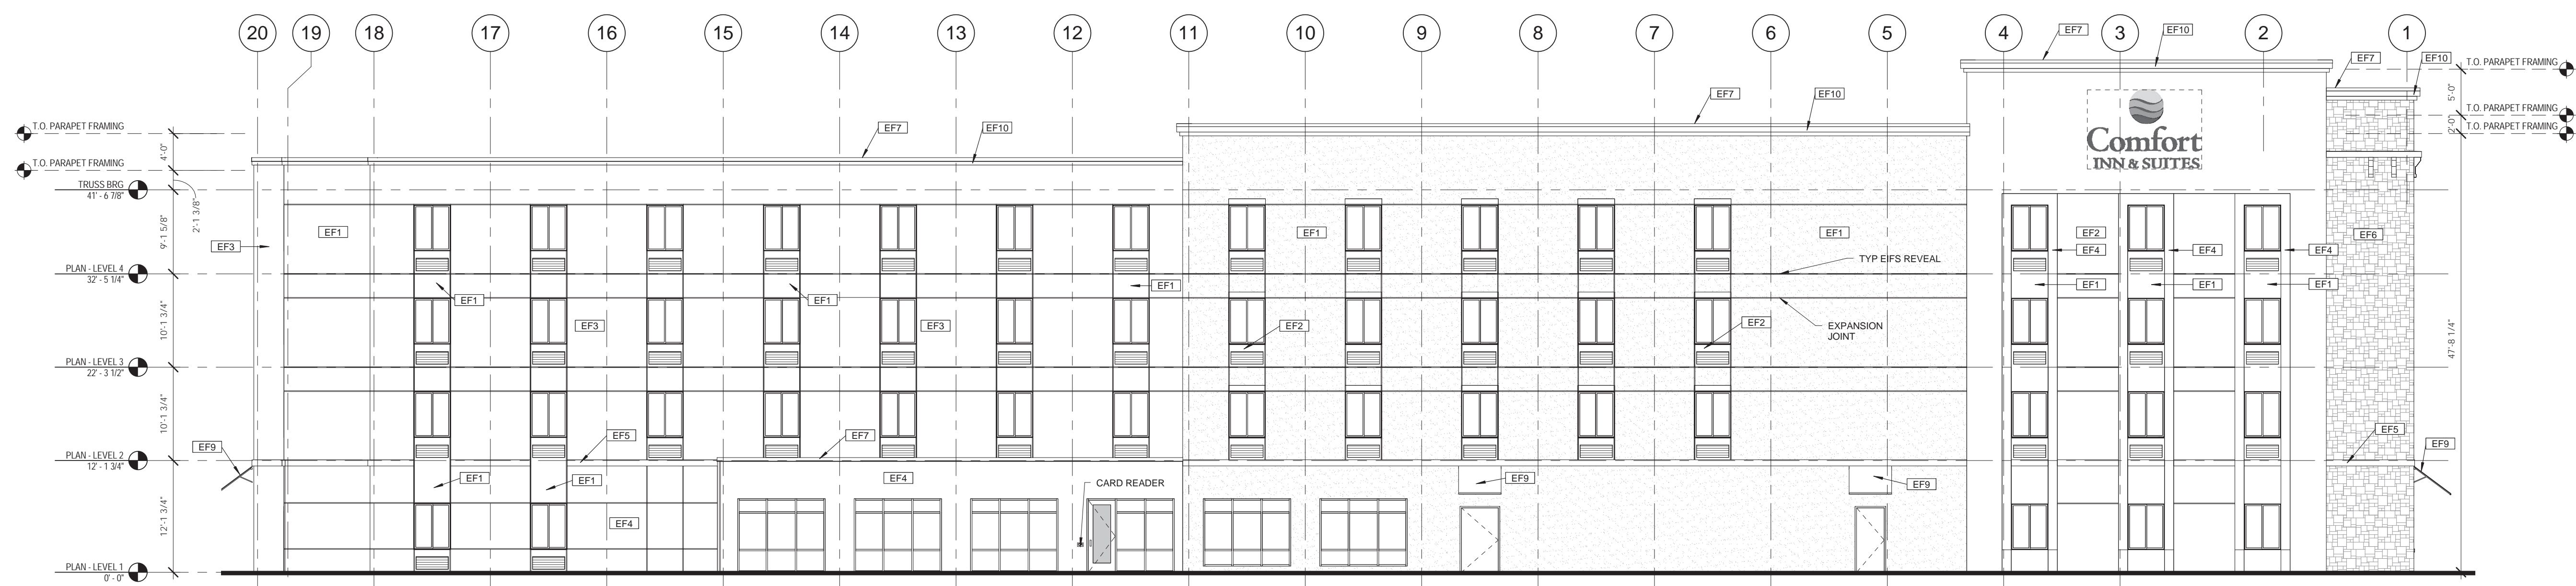 20 19 18 17 16 15 14 13 12 11 10 9 8 7 6 5 4 3 2 1
EF7 EF10
EF7 EF10
T.O. PARAPET FRAMING
5'-0"
T.O. PARAPET FRAMING
2'-0"
T.O. PARAPET FRAMING
EF7 EF10
Comfort
INN & SUITES
T.O. PARAPET FRAMING
4'-0"
EF7 EF10
T.O. PARAPET FRAMING
TRUSS BRG
41' - 6 7/8"
2'-1 3/8"
9'-1 5/8"
EF3 EF1 EF1 EF1 EF2 EF6
EF4 EF4 EF4
TYP EIFS REVEAL
PLAN - LEVEL 4
32' - 5 1/4"
EF1 EF1 EF1 EF1 EF1 EF1
10'-1 3/4"
EF3 EF3 EF2 EF2
EXPANSION
JOINT
47'-8 1/4"
PLAN - LEVEL 3
22' - 3 1/2"
10'-1 3/4"
EF9 EF5 EF7 EF5 EF9
PLAN - LEVEL 2
12' - 1 3/4"
EF1 EF1 EF4 EF9 EF9
CARD READER
12'-1 3/4"
EF4
PLAN - LEVEL 1
0' - 0"